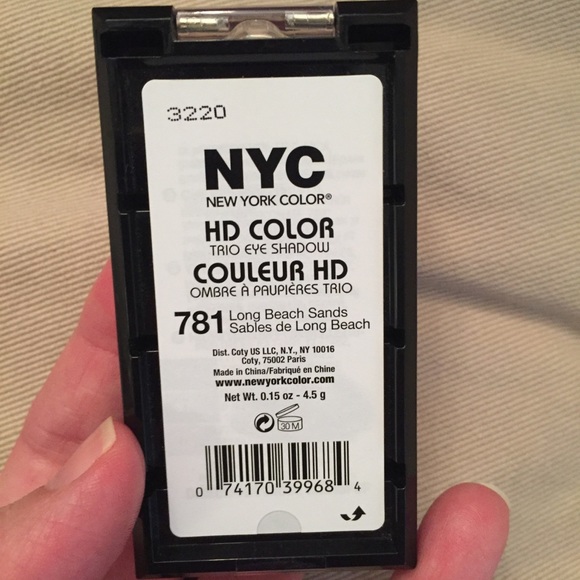 3220
NYC
NEW YORK COLOR®
HD COLOR
TRIO EYE SHADOW
COULEUR HD
OMBRE À PAUPIÈRES TRIO
781 Long Beach Sands
Sables de Long Beach
Dist. Coty US LLC, N.Y., NY 10016
Coty, 75002 Paris
Made in China/Fabriqué en Chine
www.newyorkcolor.com
Net Wt. 0.15 oz - 4.5 g
30 M
0 74170 39968 4